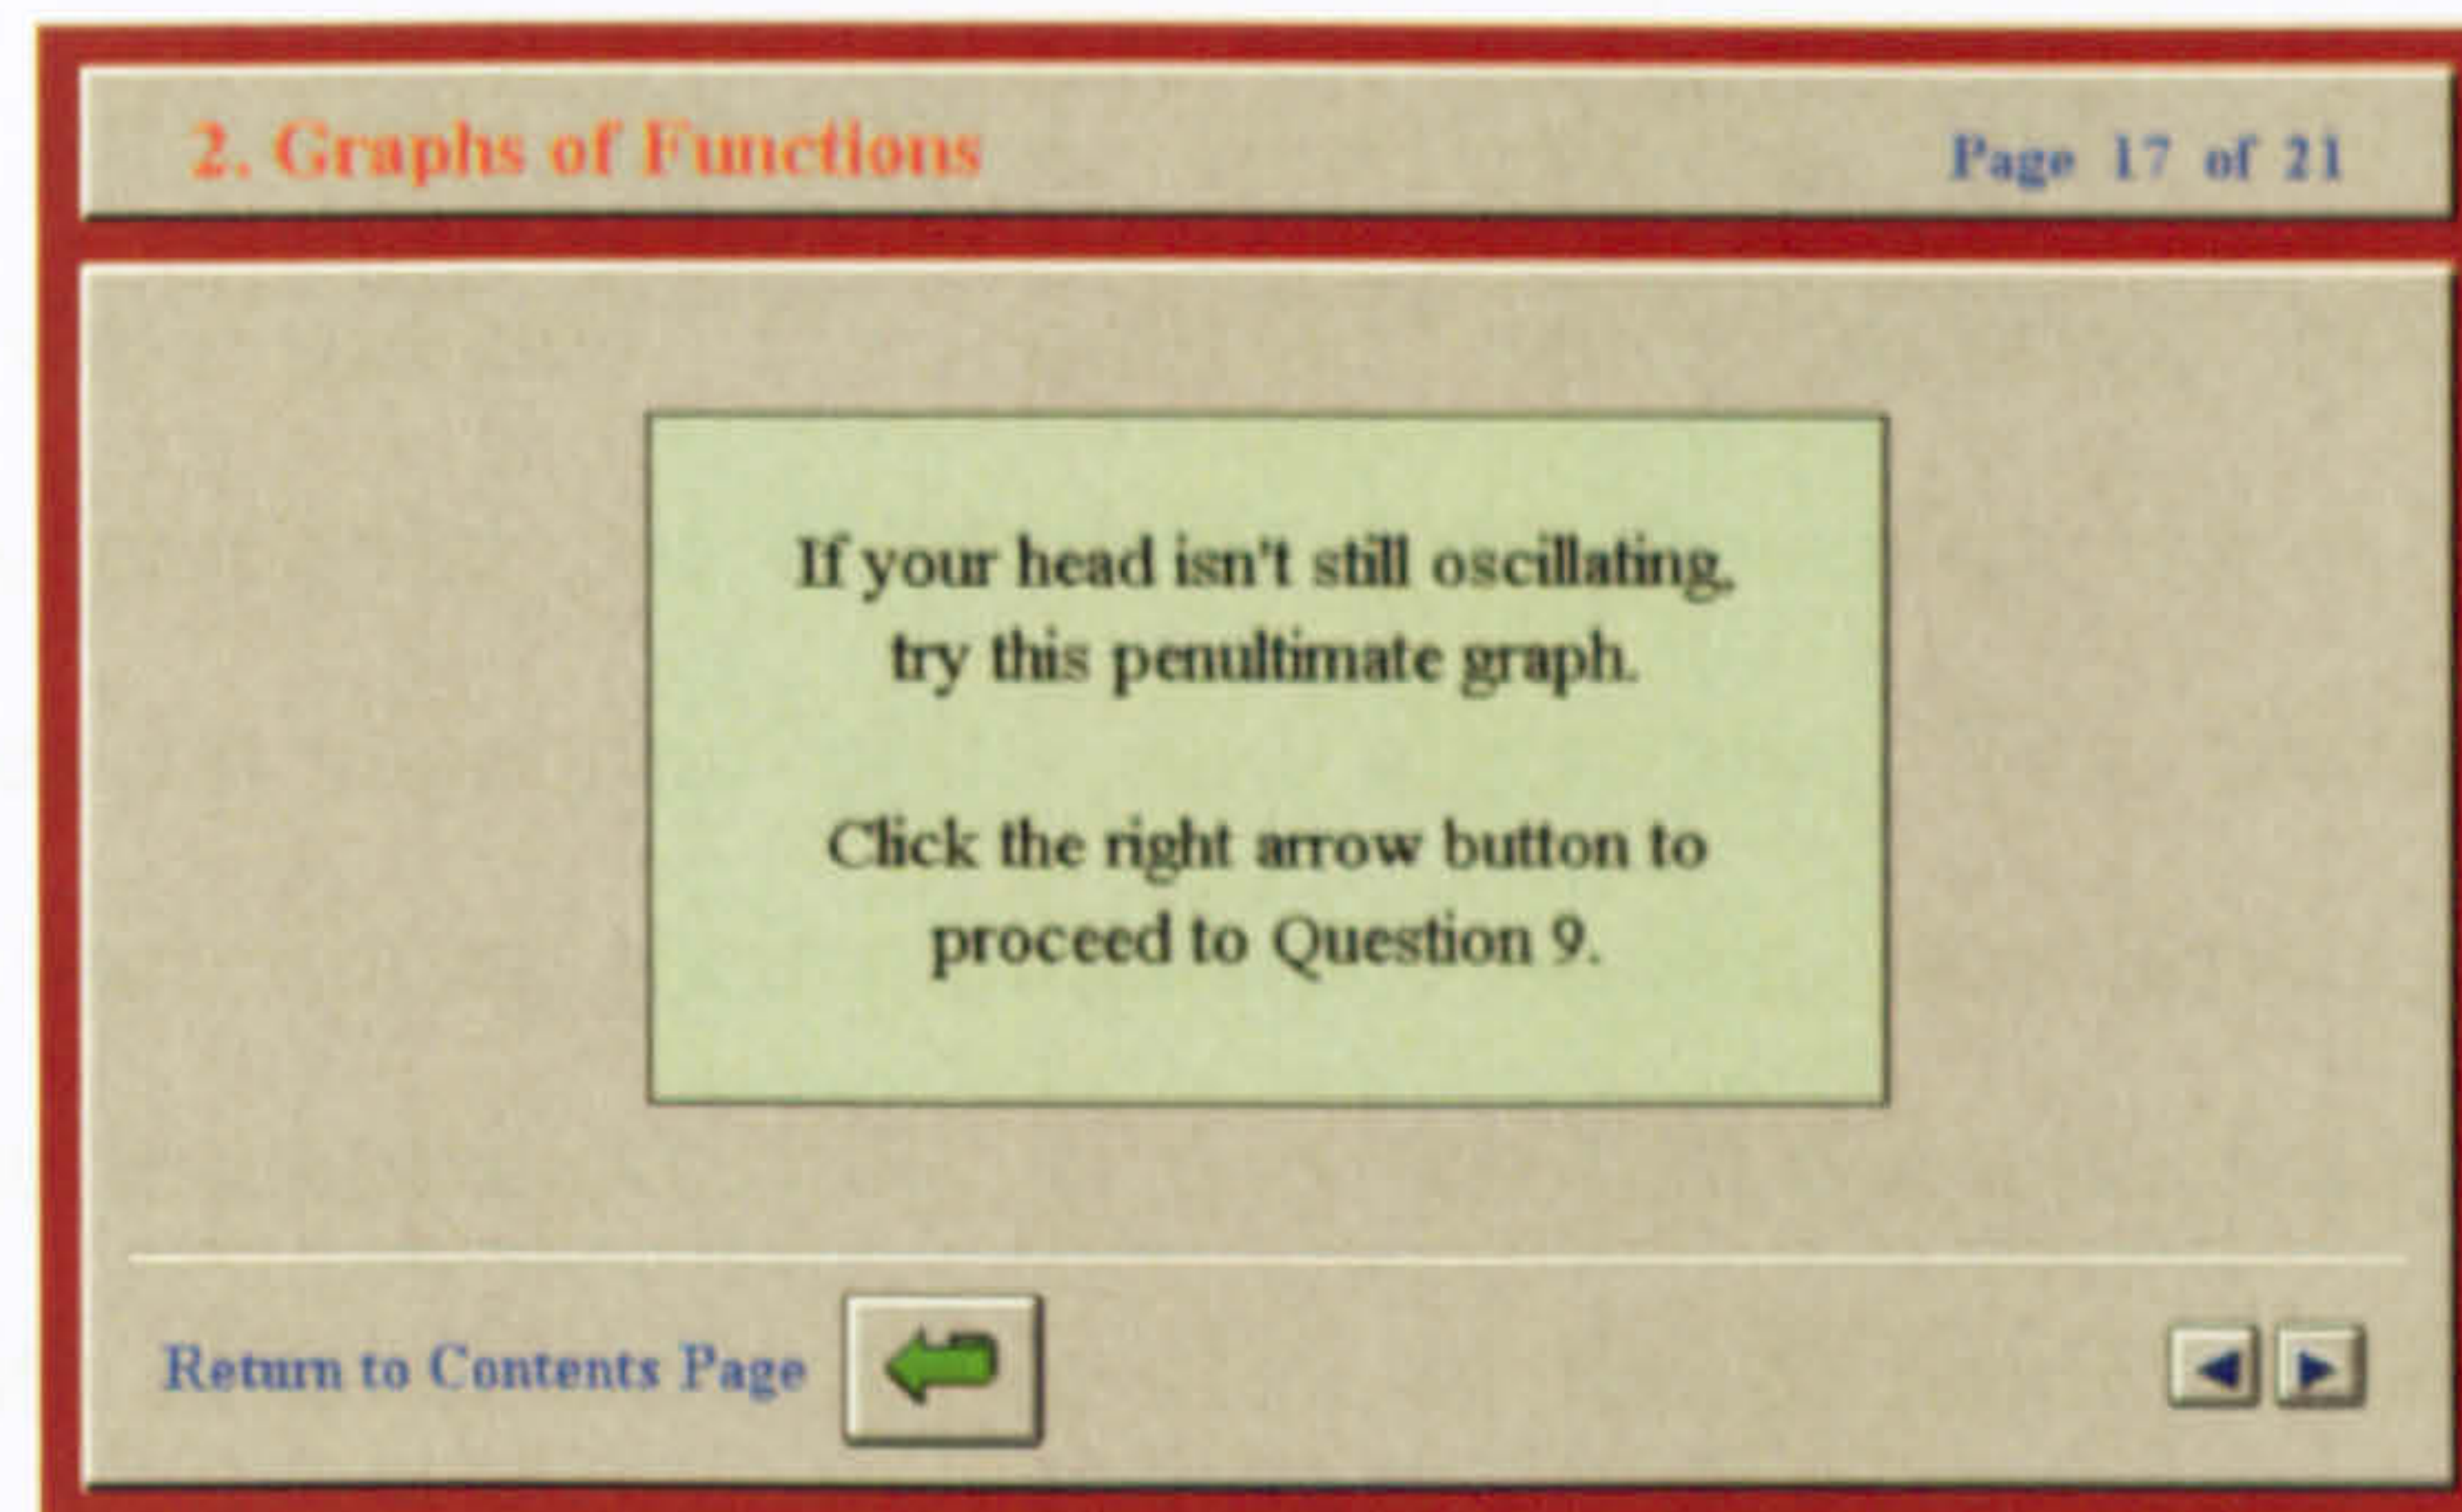 2. Graphs of Functions
Page 17 of 21
If your head isn't still oscillating,
try this penultimate graph.
Click the right arrow button to
proceed to Question 9.
Return to Contents Page